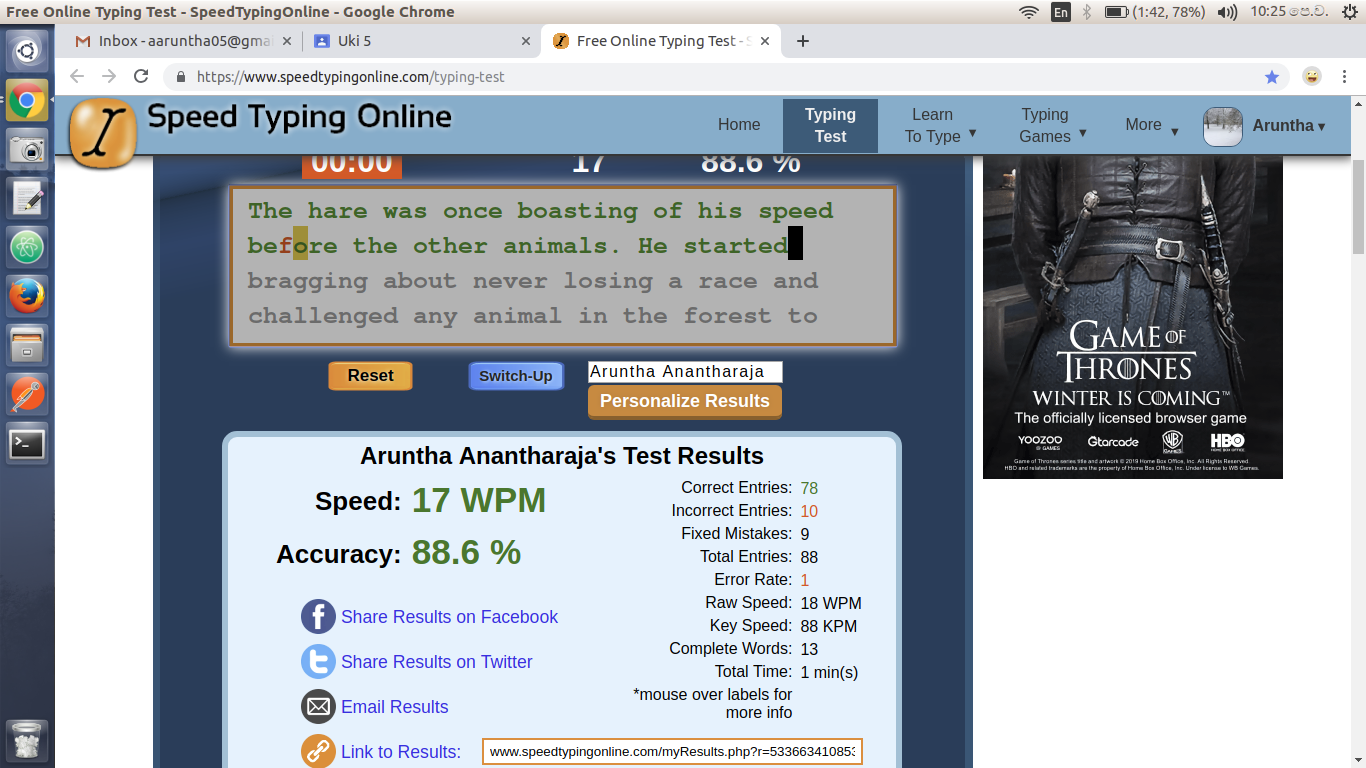 Free Online Typing Test - SpeedTypingOnline - Google Chrome
En (1:42, 78%) 10:25 පෙ.ව.
Inbox - aaruntha05@gma
Uki 5
Free Online Typing Test - S
https://www.speedtypingonline.com/typing-test
Speed Typing Online
Home
Typing Test
Learn To Type ▾
Typing Games ▾
More ▾
Aruntha ▾
00:00 17 88.6 %
The hare was once boasting of his speed
before the other animals. He started
bragging about never losing a race and
challenged any animal in the forest to
Reset
Switch-Up
Aruntha Anantharaja
Personalize Results
Aruntha Anantharaja's Test Results
Speed: 17 WPM
Accuracy: 88.6 %
Share Results on Facebook
Share Results on Twitter
Email Results
Link to Results: www.speedtypingonline.com/myResults.php?r=533663410853
Correct Entries: 78
Incorrect Entries: 10
Fixed Mistakes: 9
Total Entries: 88
Error Rate: 1
Raw Speed: 18 WPM
Key Speed: 88 KPM
Complete Words: 13
Total Time: 1 min(s)
*mouse over labels for
more info
GAME OF
THRONES
WINTER IS COMING™
The officially licensed browser game
YOOZOO GAMES Gtarcade WB GAMES HBO HOME BOX OFFICE
Game of Thrones series title and artwork © 2019 Home Box Office, Inc. All Rights Reserved.
HBO and related trademarks are the property of Home Box Office, Inc. Under license to WB Games.